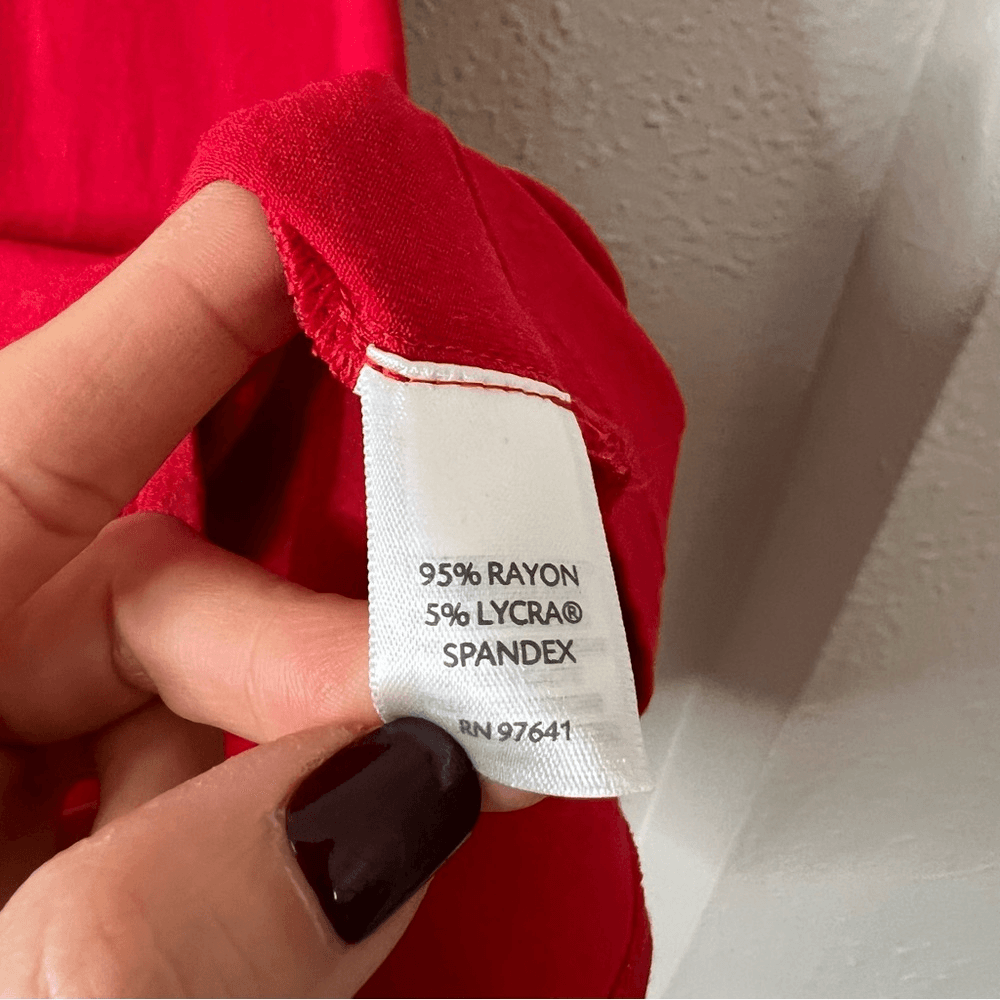 95% RAYON
5% LYCRA®
SPANDEX
RN 97641